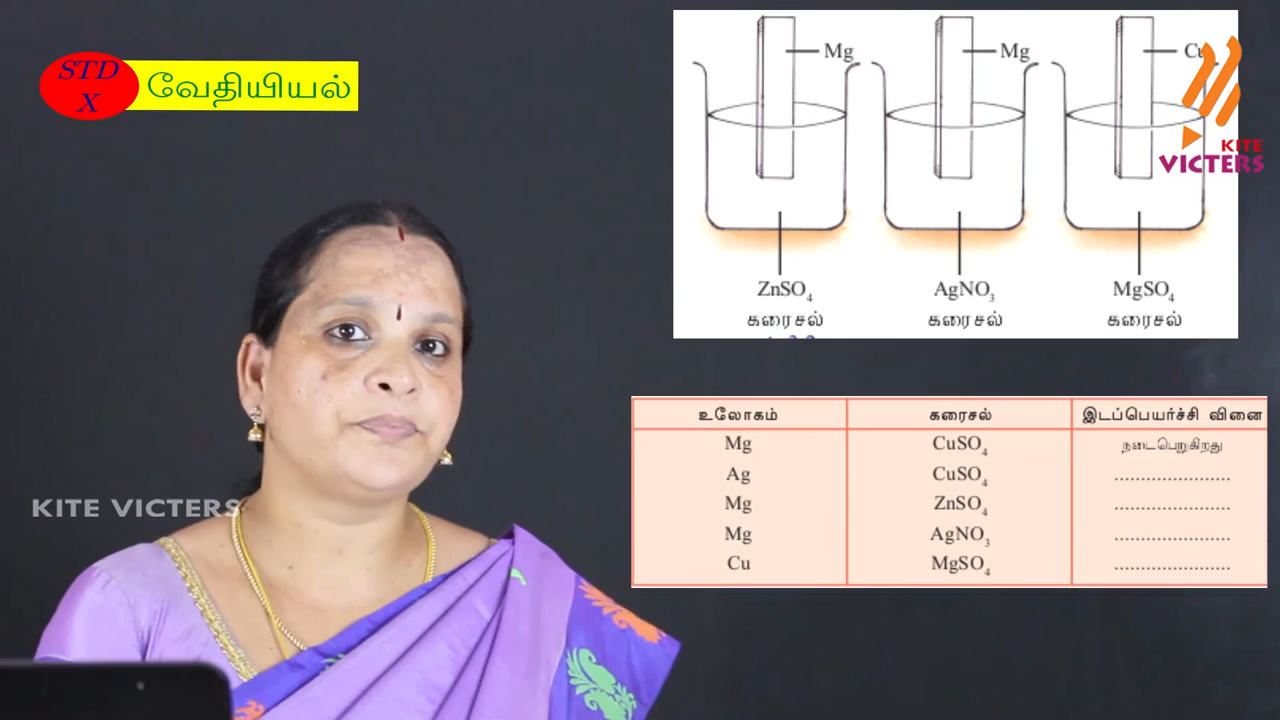 STD
X
வேதியியல்
Mg
Mg
Cu
KITE
VICTERS
ZnSO₄
கரைசல்
AgNO₃
கரைசல்
MgSO₄
கரைசல்
உலோகம் கரைசல் இடப்பெயர்ச்சி வினை
Mg CuSO₄ நடைபெறுகிறது
Ag CuSO₄ ......................
Mg ZnSO₄ ......................
Mg AgNO₃ ......................
Cu MgSO₄ ......................
KITE VICTERS